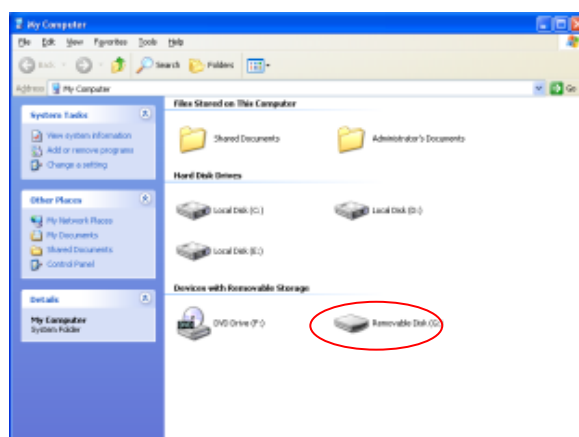 My Computer
File Edit View Favorites Tools Help
Back Search Folders
Address My Computer Go
System Tasks
View system information
Add or remove programs
Change a setting
Other Places
My Network Places
My Documents
Shared Documents
Control Panel
Details
My Computer
System Folder
Files Stored on This Computer
Shared Documents Administrator's Documents
Hard Disk Drives
Local Disk (C:) Local Disk (D:)
Local Disk (E:)
Devices with Removable Storage
DVD Drive (F:) Removable Disk (G: